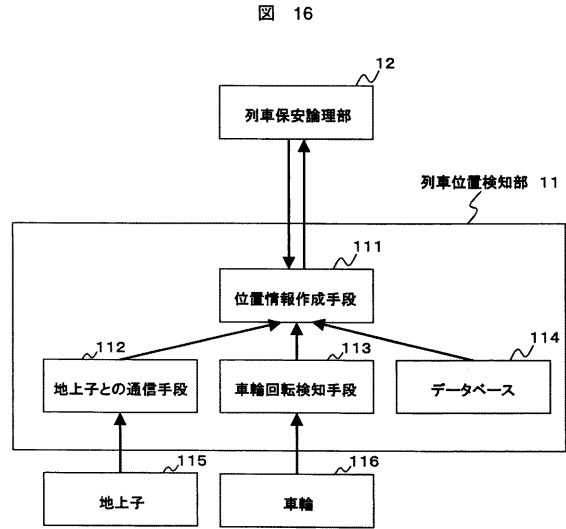 図 16
12
列車保安論理部
列車位置検知部 11
111
位置情報作成手段
112
113
114
地上子との通信手段
車輪回転検知手段
データベース
115
116
地上子
車輪